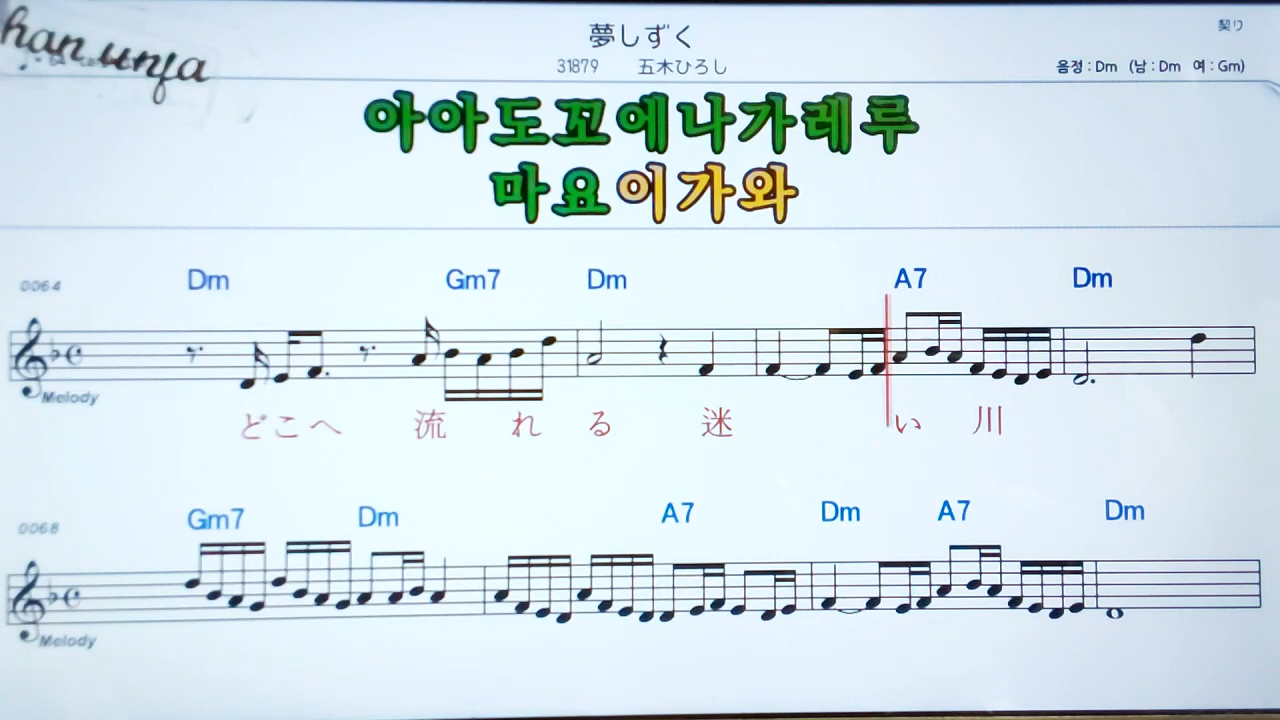 han unja
夢しずく
契り
31879 五木ひろし
음정 : Dm (남 : Dm 여 : Gm)
아아도꼬에나가레루
마요이가와
Dm Gm7 Dm A7 Dm
0064
Melody
どこへ 流 れ る 迷 い 川
Gm7 Dm A7 Dm A7 Dm
0068
Melody